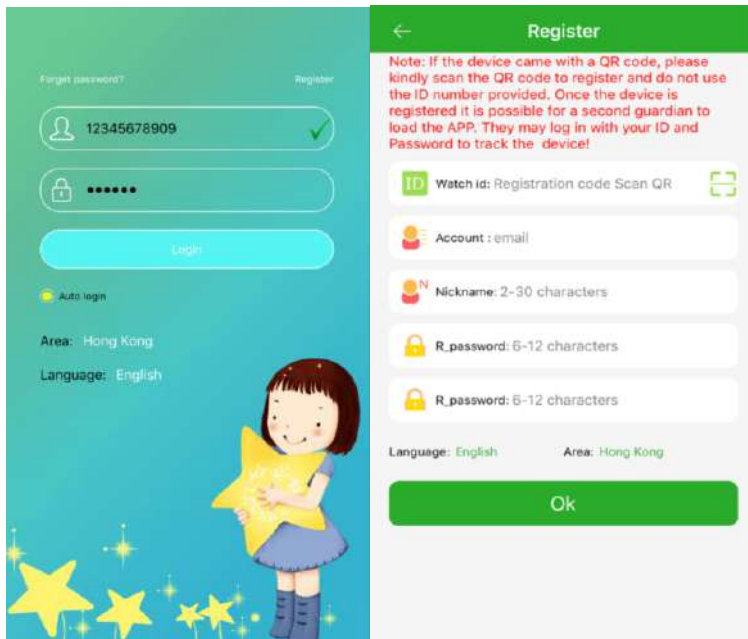 Forget password?
Register
12345678909
••••••
Login
Auto login
Area: Hong Kong
Language: English
Register
Note: If the device came with a QR code, please
kindly scan the QR code to register and do not use
the ID number provided. Once the device is
registered it is possible for a second guardian to
load the APP. They may log in with your ID and
Password to track the device!
ID Watch id: Registration code Scan QR
Account : email
N Nickname: 2-30 characters
R_password: 6-12 characters
R_password: 6-12 characters
Language: English Area: Hong Kong
Ok